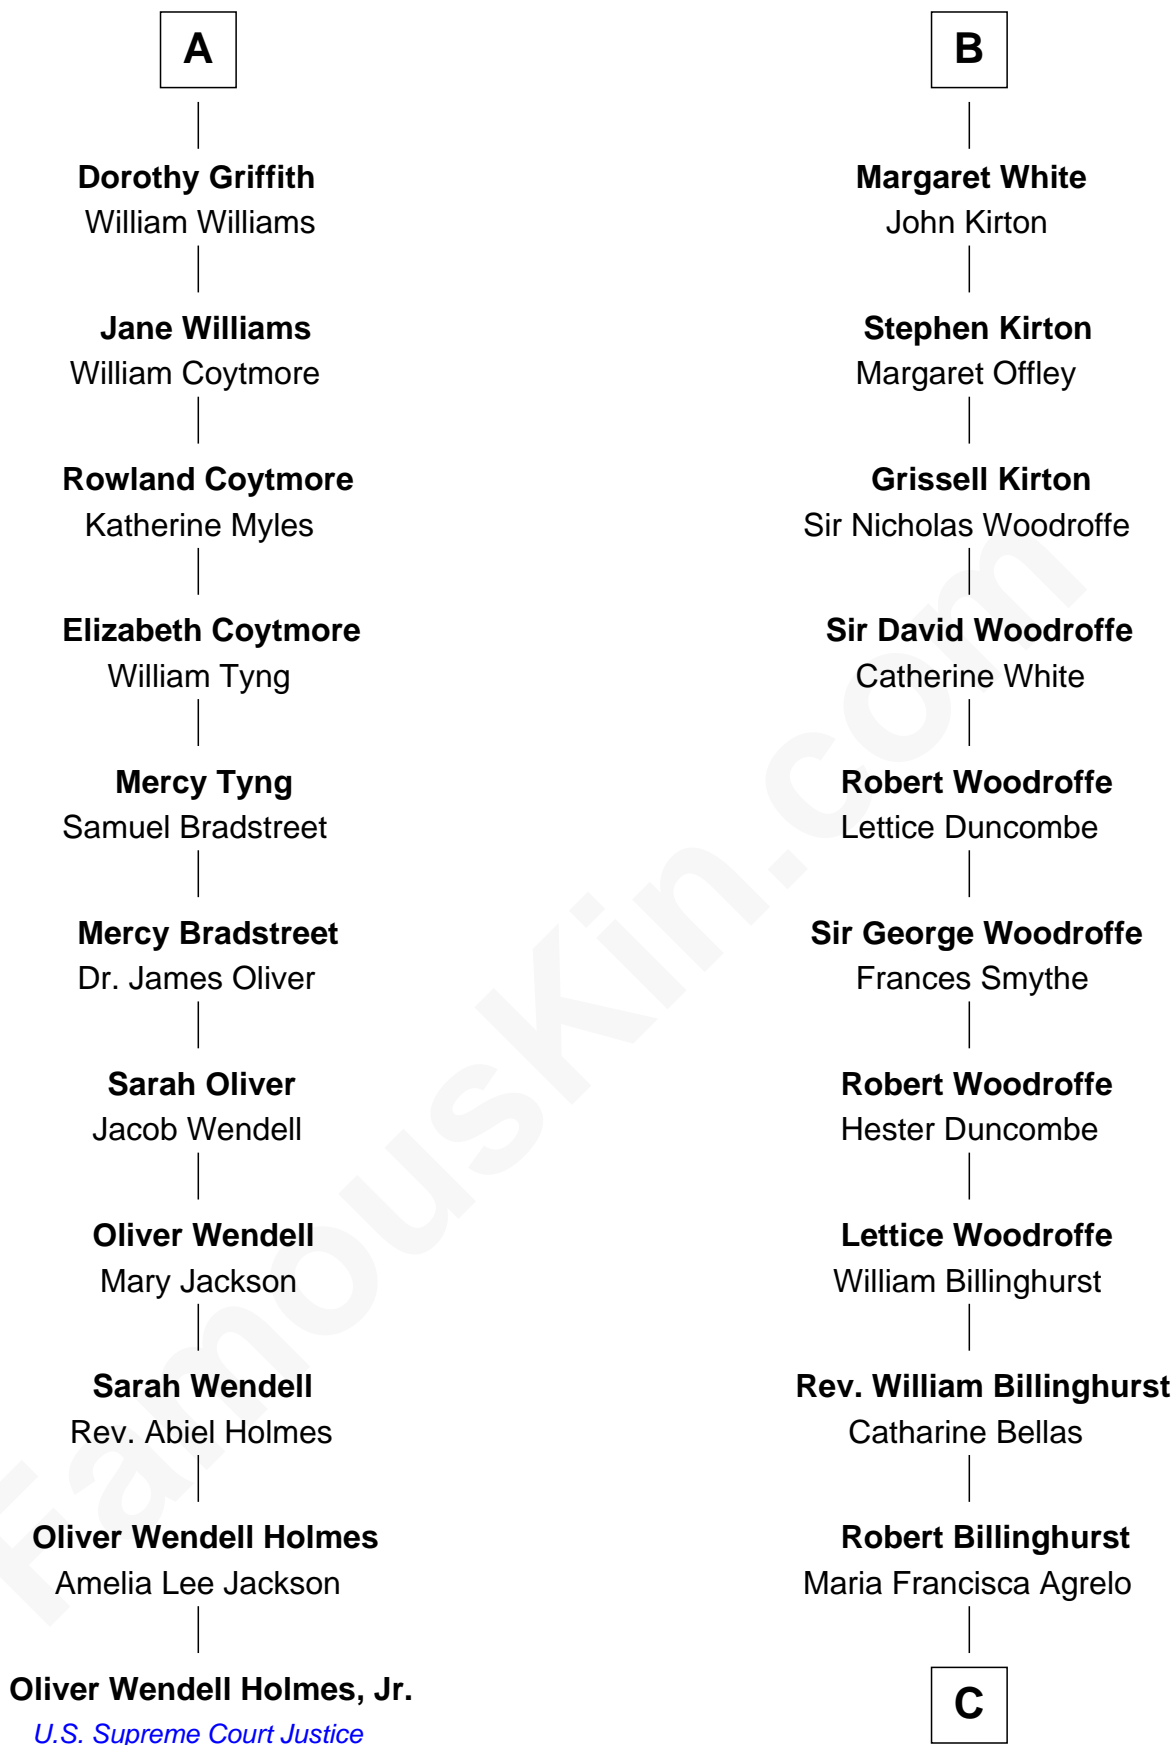 A
Dorothy Griffith
William Williams
Jane Williams
William Coytmore
Rowland Coytmore
Katherine Myles
Elizabeth Coytmore
William Tyng
Mercy Tyng
Samuel Bradstreet
Mercy Bradstreet
Dr. James Oliver
Sarah Oliver
Jacob Wendell
Oliver Wendell
Mary Jackson
Sarah Wendell
Rev. Abiel Holmes
Oliver Wendell Holmes
Amelia Lee Jackson
Oliver Wendell Holmes, Jr.
U.S. Supreme Court Justice
B
Margaret White
John Kirton
Stephen Kirton
Margaret Offley
Grissell Kirton
Sir Nicholas Woodroffe
Sir David Woodroffe
Catherine White
Robert Woodroffe
Lettice Duncombe
Sir George Woodroffe
Frances Smythe
Robert Woodroffe
Hester Duncombe
Lettice Woodroffe
William Billinghurst
Rev. William Billinghurst
Catharine Bellas
Robert Billinghurst
Maria Francisca Agrelo
C
FamousKin.com